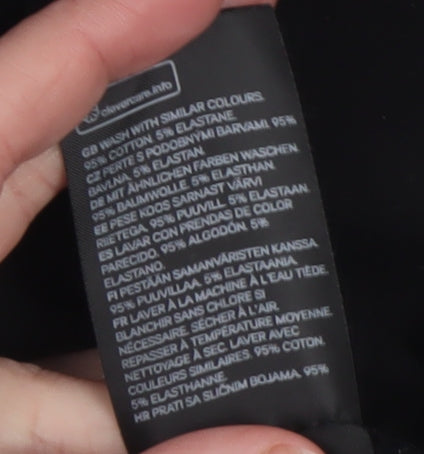 clevercare.info
GB WASH WITH SIMILAR COLOURS.
95% COTTON. 5% ELASTANE.
CZ PERTE S PODOBNÝMI BARVAMI. 95%
BAVLNA. 5% ELASTAN.
DE MIT ÄHNLICHEN FARBEN WASCHEN.
95% BAUMWOLLE. 5% ELASTHAN.
EE PESE KOOS SARNAST VÄRVI
RIIETEGA. 95% PUUVILL. 5% ELASTAAN.
ES LAVAR CON PRENDAS DE COLOR
PARECIDO. 95% ALGODÓN. 5%
ELASTANO.
FI PESTÄÄN SAMANVÄRISTEN KANSSA.
95% PUUVILLAA. 5% ELASTAANIA.
FR LAVER À LA MACHINE À L'EAU TIÈDE.
BLANCHIR SANS CHLORE SI
NÉCESSAIRE. SÉCHER À L'AIR.
REPASSER À TEMPÉRATURE MOYENNE.
NETTOYAGE À SEC. LAVER AVEC
COULEURS SIMILAIRES. 95% COTON.
5% ELASTHANNE.
HR PRATI SA SLIČNIM BOJAMA. 95%